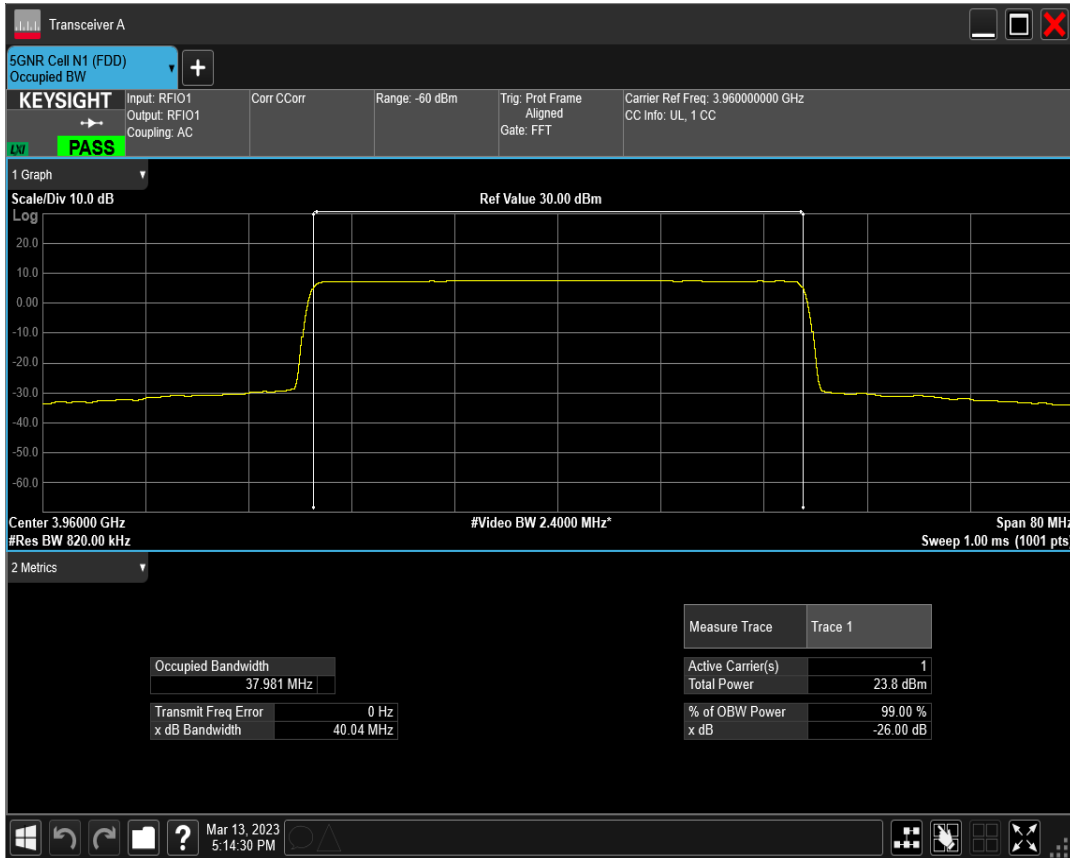 Transceiver A
5GNR Cell N1 (FDD)
Occupied BW
+
KEYSIGHT
LXI
PASS
Input: RFIO1
Output: RFIO1
Coupling: AC
Corr CCorr
Range: -60 dBm
Trig: Prot Frame
Aligned
Gate: FFT
Carrier Ref Freq: 3.960000000 GHz
CC Info: UL, 1 CC
1 Graph
Scale/Div 10.0 dB
Ref Value 30.00 dBm
Log
20.0
10.0
0.00
-10.0
-20.0
-30.0
-40.0
-50.0
-60.0
Center 3.96000 GHz
#Video BW 2.4000 MHz*
Span 80 MHz
#Res BW 820.00 kHz
Sweep 1.00 ms (1001 pts)
2 Metrics
Measure Trace Trace 1
Occupied Bandwidth
37.981 MHz
Active Carrier(s) 1
Total Power 23.8 dBm
Transmit Freq Error 0 Hz
x dB Bandwidth 40.04 MHz
% of OBW Power 99.00 %
x dB -26.00 dB
?
Mar 13, 2023
5:14:30 PM